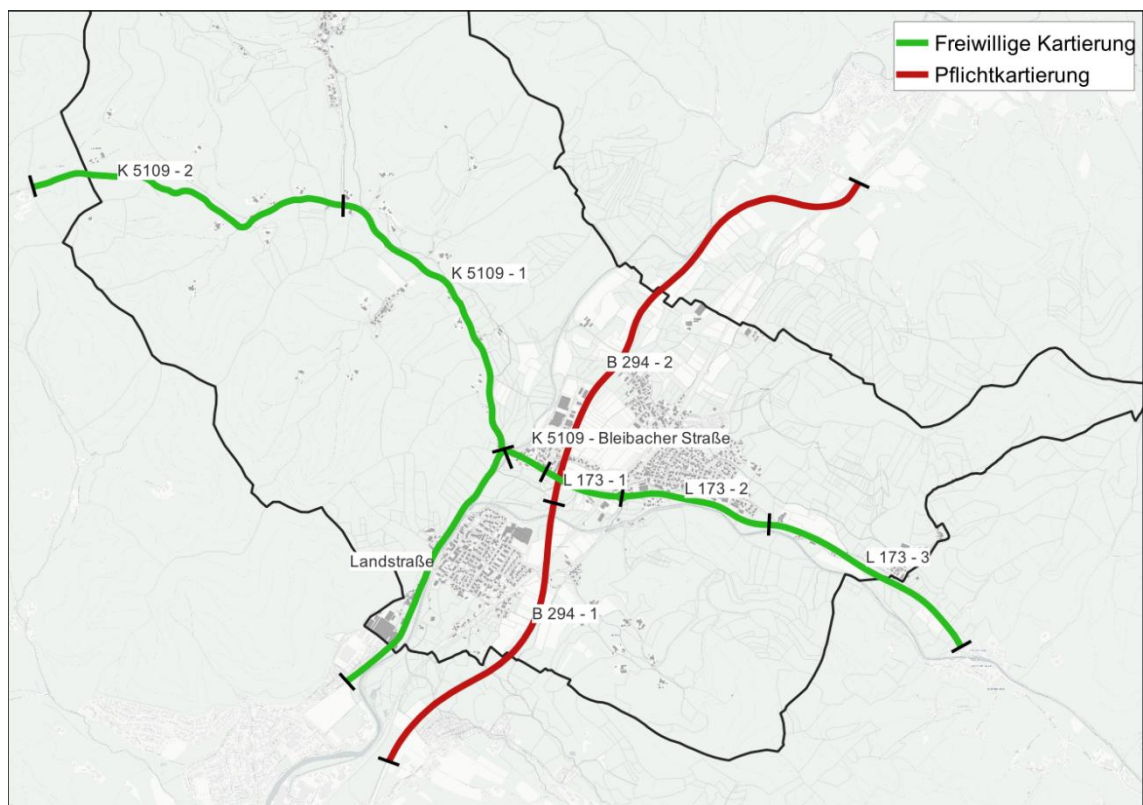 Freiwillige Kartierung
Pflichtkartierung
K 5109 - 2
K 5109 - 1
B 294 - 2
K 5109 - Bleibacher Straße
L 173 - 1
L 173 - 2
L 173 - 3
Landstraße
B 294 - 1